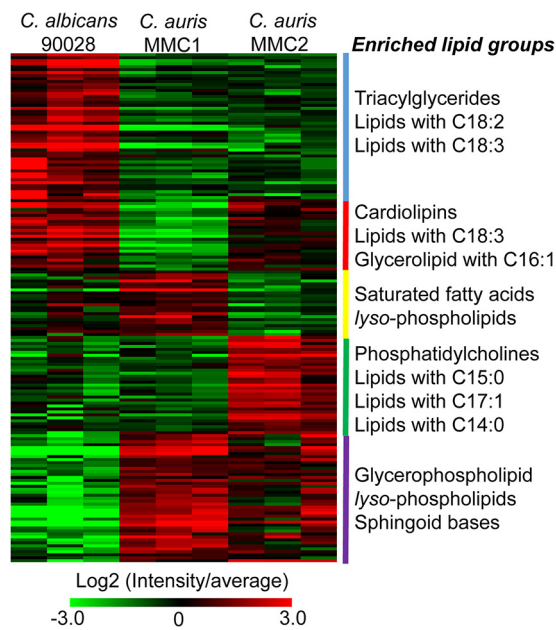 C. albicans C. auris C. auris
90028 MMC1 MMC2
Enriched lipid groups
Triacylglycerides
Lipids with C18:2
Lipids with C18:3
Cardiolipins
Lipids with C18:3
Glycerolipid with C16:1
Saturated fatty acids
lyso-phospholipids
Phosphatidylcholines
Lipids with C15:0
Lipids with C17:1
Lipids with C14:0
Glycerophospholipid
lyso-phospholipids
Sphingoid bases
Log2 (Intensity/average)
-3.0 0 3.0